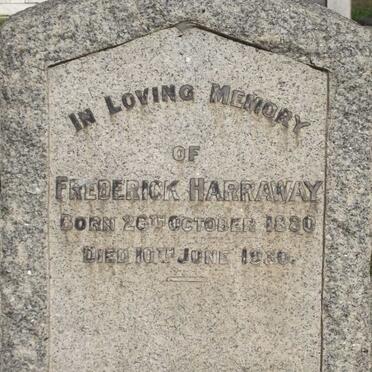 IN LOVING MEMORY
OF
FREDERICK HARRAWAY
BORN 26TH OCTOBER 1880
DIED 10TH JUNE